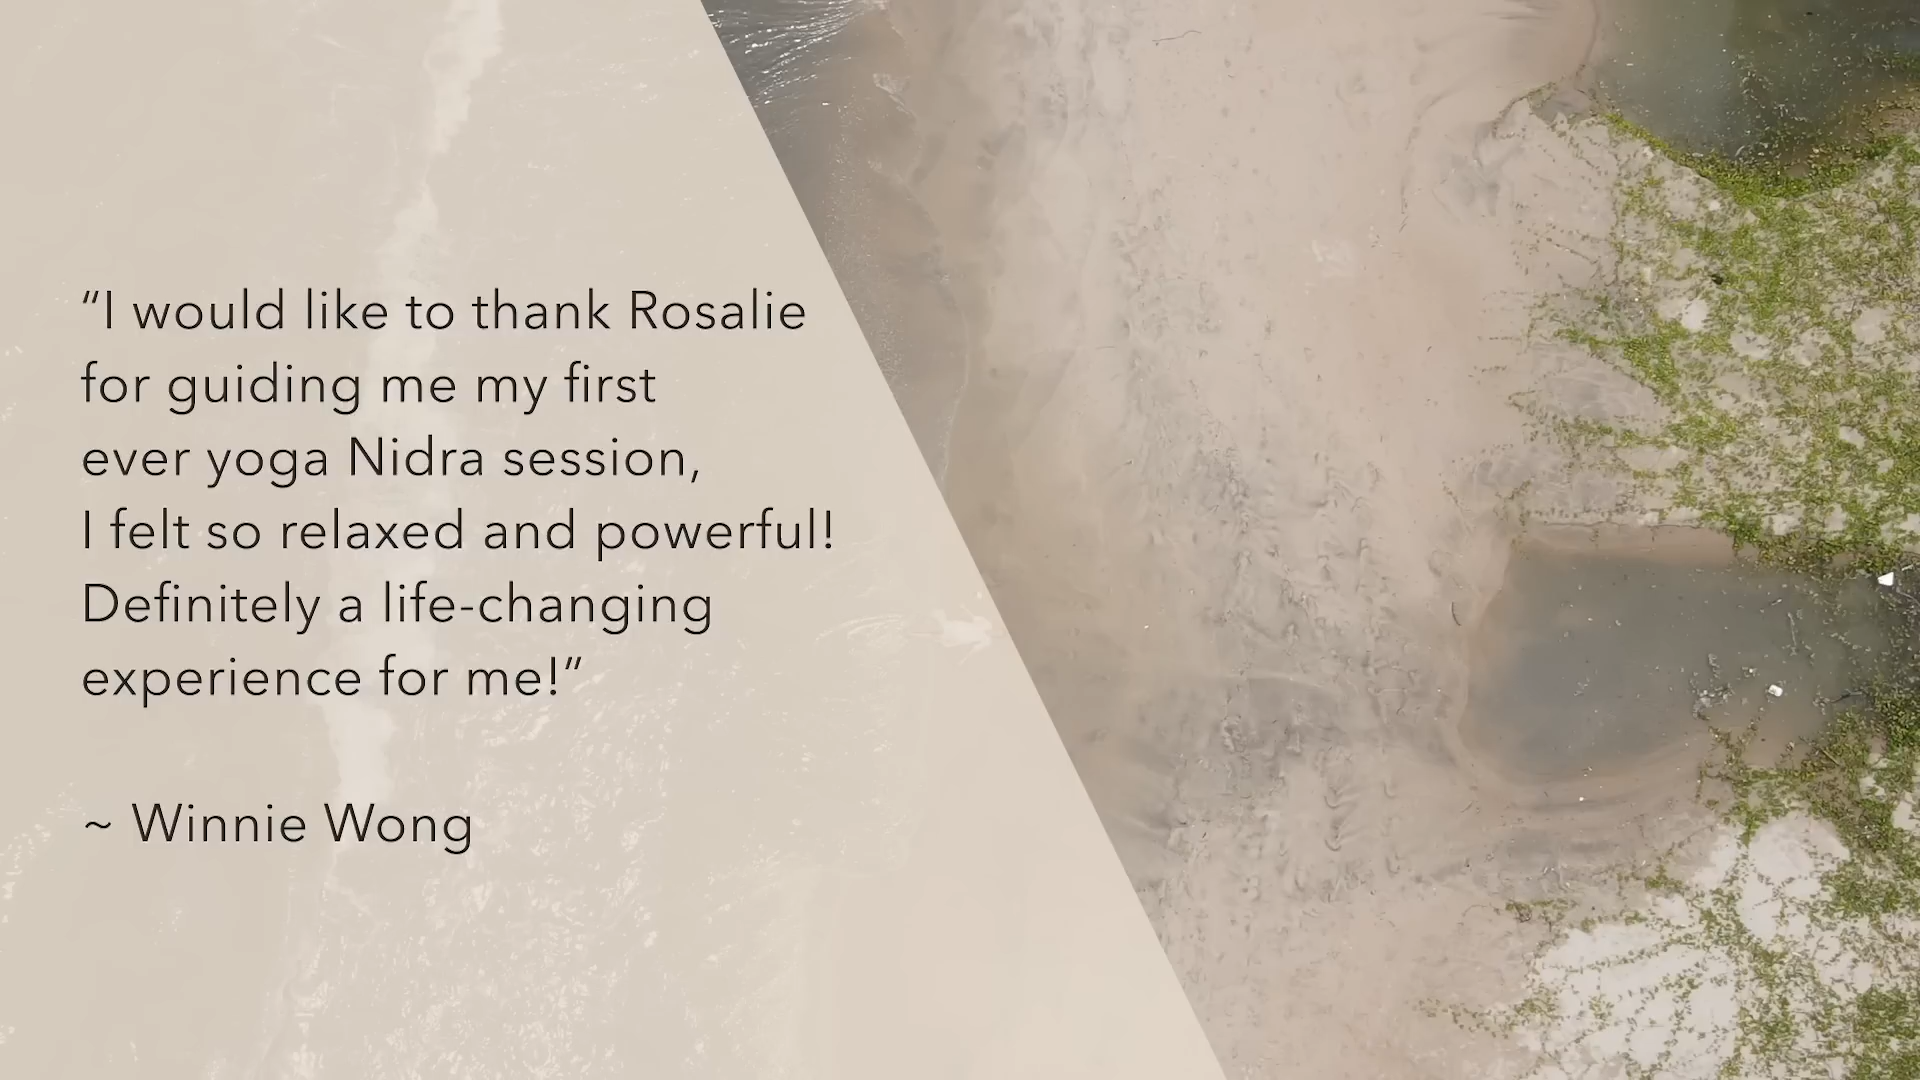 “I would like to thank Rosalie
for guiding me my first
ever yoga Nidra session,
I felt so relaxed and powerful!
Definitely a life-changing
experience for me!”
~ Winnie Wong